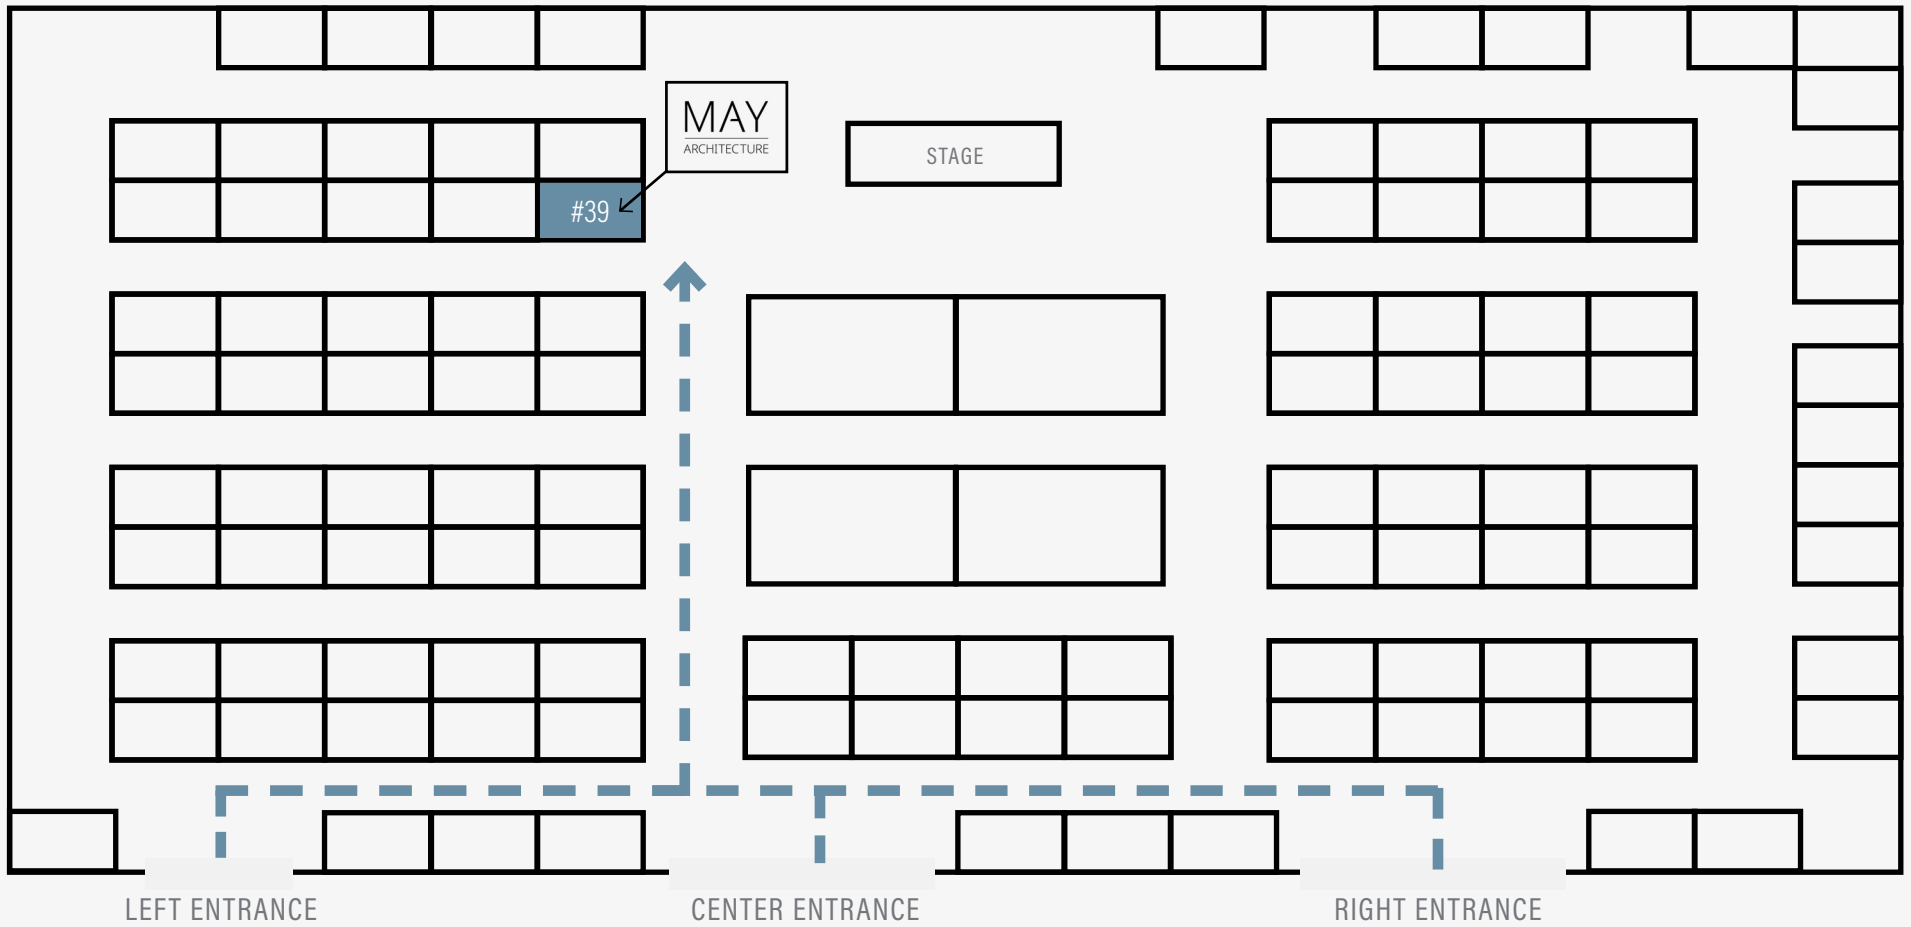 MAY
ARCHITECTURE
STAGE
#39
LEFT ENTRANCE
CENTER ENTRANCE
RIGHT ENTRANCE